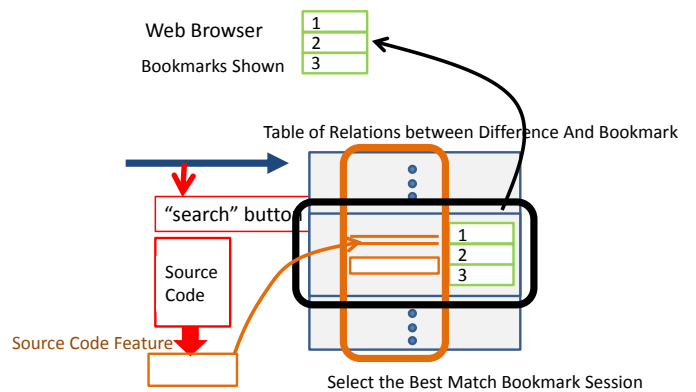 Web Browser
Bookmarks Shown
1
2
3
Table of Relations between Difference And Bookmark
“search” button
1
2
3
Source
Code
Source Code Feature
Select the Best Match Bookmark Session